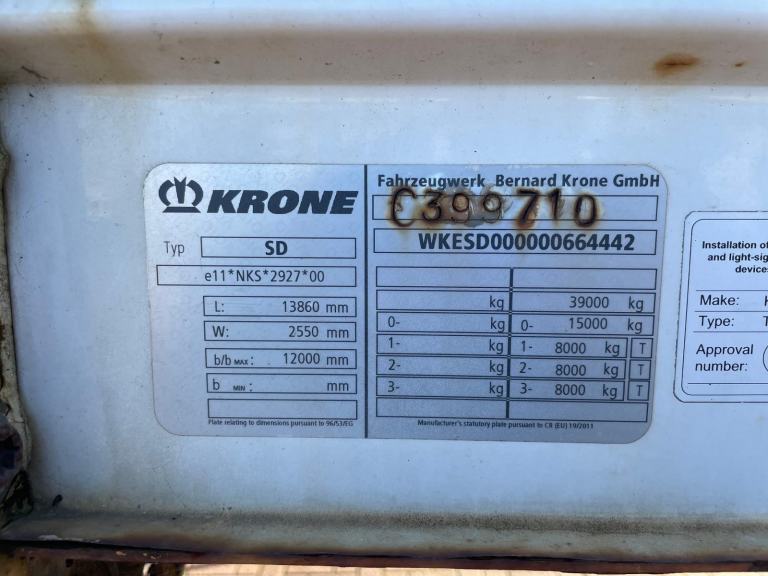 KRONE
Typ SD
e11*NKS*2927*00
L: 13860 mm
W: 2550 mm
b/b MAX: 12000 mm
b MIN: mm
Plate relating to dimensions pursuant to 96/53/EG
Fahrzeugwerk Bernard Krone GmbH
C399710
WKESD000000664442
kg 39000 kg
0- kg 0- 15000 kg
1- kg 1- 8000 kg T
2- kg 2- 8000 kg T
3- kg 3- 8000 kg T
Manufacturer's statutory plate pursuant to CR (EU) 19/2011
Installation of
and light-sig
device
Make:
Type:
Approval
number: